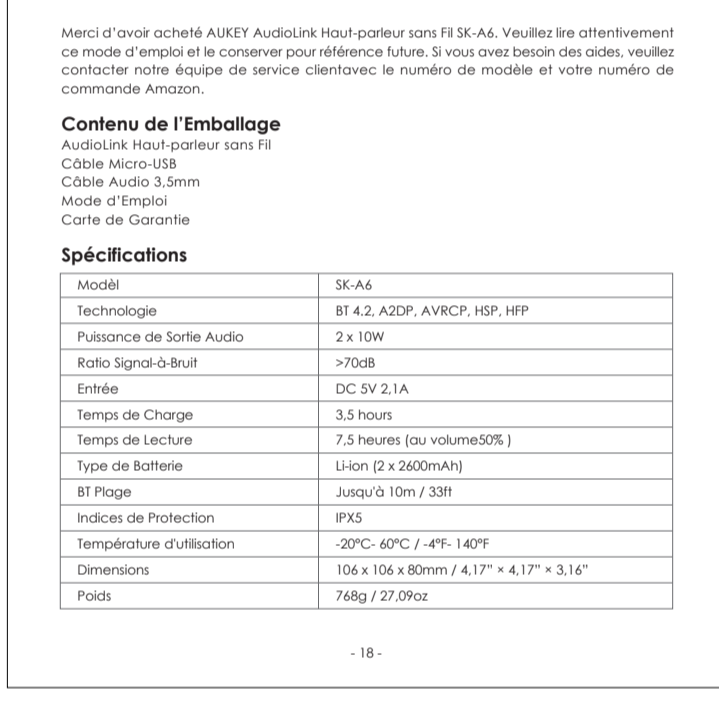 Merci d'avoir acheté AUKEY AudioLink Haut-parleur sans Fil SK-A6. Veuillez lire attentivement
ce mode d'emploi et le conserver pour référence future. Si vous avez besoin des aides, veuillez
contacter notre équipe de service clientavec le numéro de modèle et votre numéro de
commande Amazon.
Contenu de l'Emballage
AudioLink Haut-parleur sans Fil
Câble Micro-USB
Câble Audio 3,5mm
Mode d'Emploi
Carte de Garantie
Spécifications
Modèl SK-A6
Technologie BT 4.2, A2DP, AVRCP, HSP, HFP
Puissance de Sortie Audio 2 x 10W
Ratio Signal-à-Bruit >70dB
Entrée DC 5V 2,1A
Temps de Charge 3,5 hours
Temps de Lecture 7,5 heures (au volume50% )
Type de Batterie Li-ion (2 x 2600mAh)
BT Plage Jusqu'à 10m / 33ft
Indices de Protection IPX5
Température d'utilisation -20ºC- 60ºC / -4ºF- 140ºF
Dimensions 106 x 106 x 80mm / 4,17" × 4,17" × 3,16"
Poids 768g / 27,09oz
- 18 -